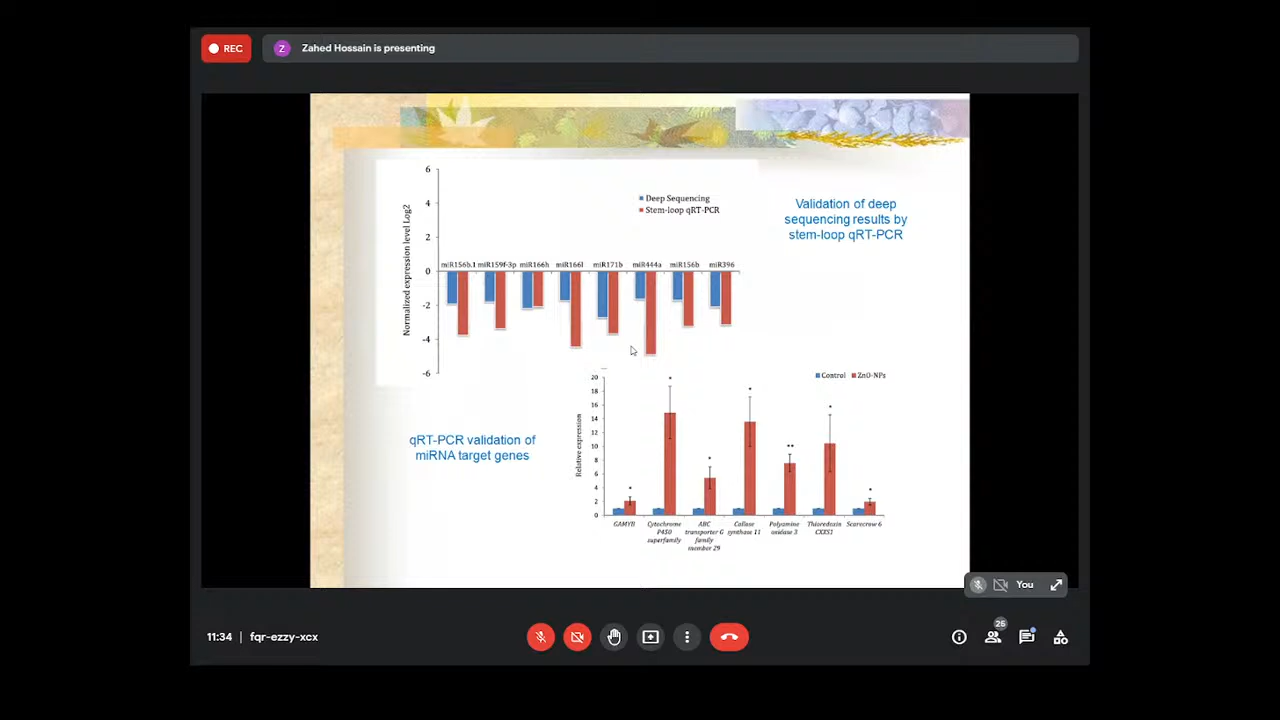 REC
Z
Zahed Hossain is presenting
6
4
2
0
-2
-4
-6
Normalized expression level Log2
Deep Sequencing
Stem-loop qRT-PCR
miR156b.1 miR159f-3p miR166h miR166l miR171b miR444a miR156b miR396
Validation of deep
sequencing results by
stem-loop qRT-PCR
qRT-PCR validation of
miRNA target genes
20
18
16
14
12
10
8
6
4
2
0
Relative expression
Control ZnO-NPs
* * * * ** * *
GAMYB
Cytochrome
P450
superfamily
ABC
transporter G
family
member 29
Callose
synthase 11
Polyamine
oxidase 3
Thioredoxin
CXXS1
Scarecrow 6
You
11:34 | fqr-ezzy-xcx
26